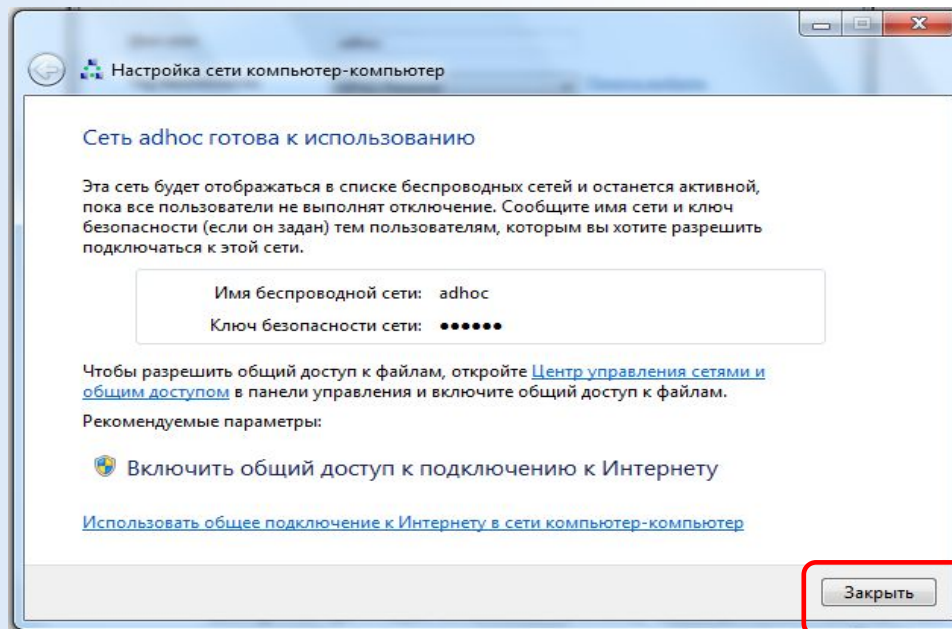 Настройка сети компьютер-компьютер
Сеть adhoc готова к использованию
Эта сеть будет отображаться в списке беспроводных сетей и останется активной,
пока все пользователи не выполнят отключение. Сообщите имя сети и ключ
безопасности (если он задан) тем пользователям, которым вы хотите разрешить
подключаться к этой сети.
Имя беспроводной сети: adhoc
Ключ безопасности сети: ●●●●●●
Чтобы разрешить общий доступ к файлам, откройте Центр управления сетями и
общим доступом в панели управления и включите общий доступ к файлам.
Рекомендуемые параметры:
Включить общий доступ к подключению к Интернету
Использовать общее подключение к Интернету в сети компьютер-компьютер
Закрыть